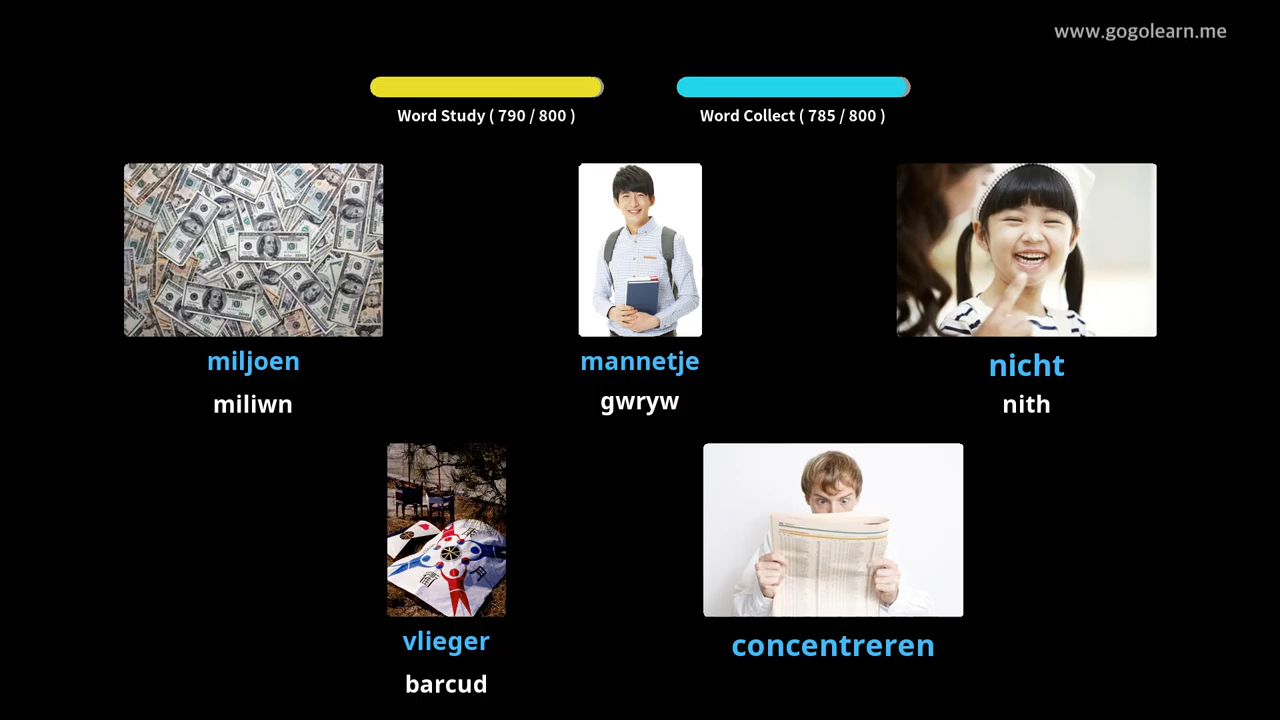 www.gogolearn.me
Word Study ( 790 / 800 )
Word Collect ( 785 / 800 )
miljoen
miliwn
mannetje
gwryw
nicht
nith
vlieger
barcud
concentreren